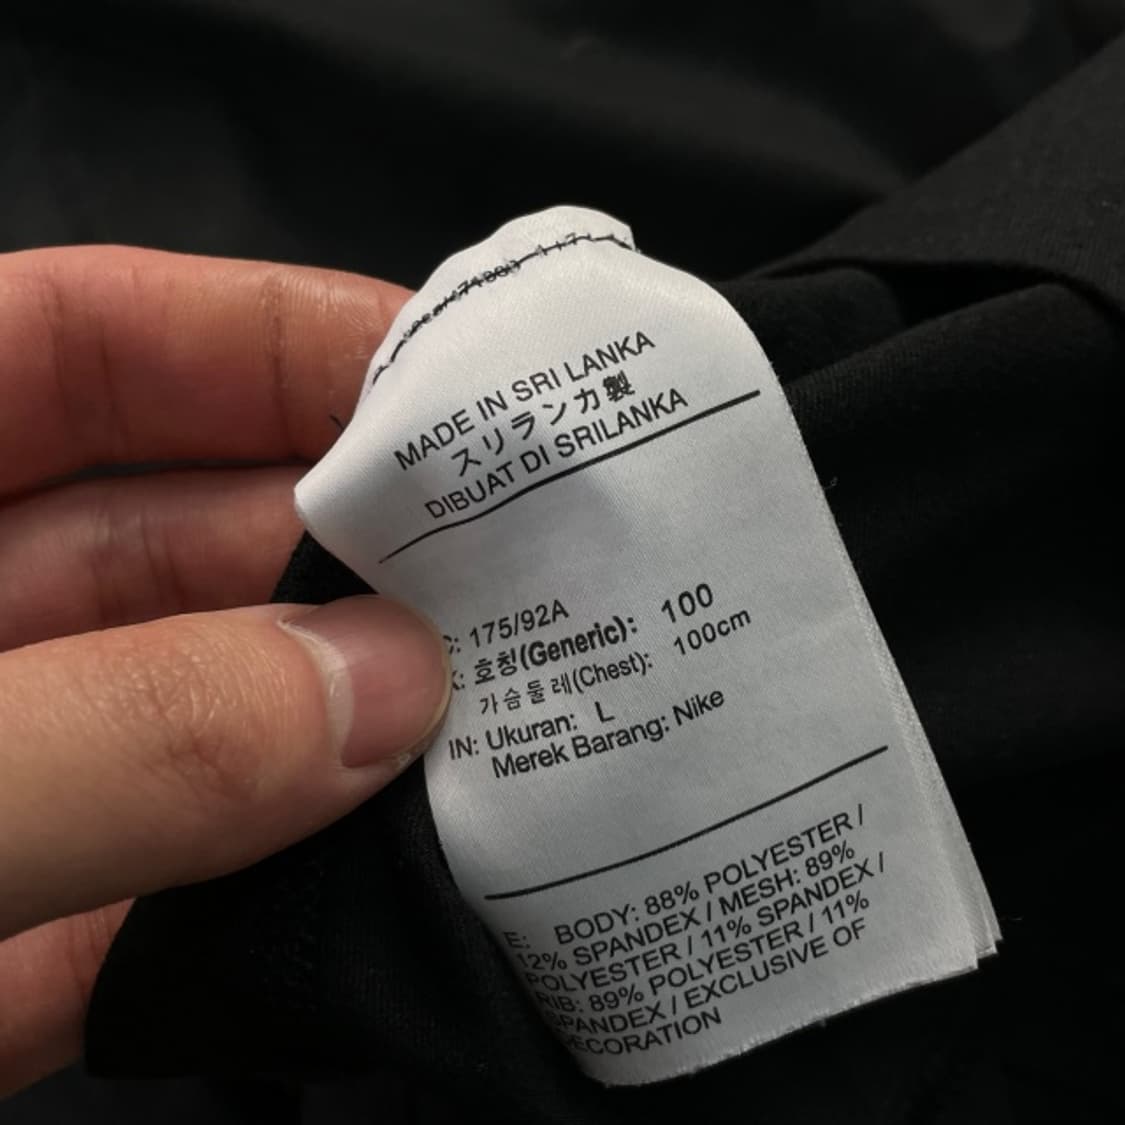 MADE IN SRI LANKA
スリランカ製
DIBUAT DI SRILANKA
C: 175/92A
K: 호칭(Generic): 100
가슴둘레(Chest): 100cm
IN: Ukuran: L
Merek Barang: Nike
E: BODY: 88% POLYESTER /
12% SPANDEX / MESH: 89%
POLYESTER / 11% SPANDEX /
RIB: 89% POLYESTER / 11%
SPANDEX / EXCLUSIVE OF
DECORATION